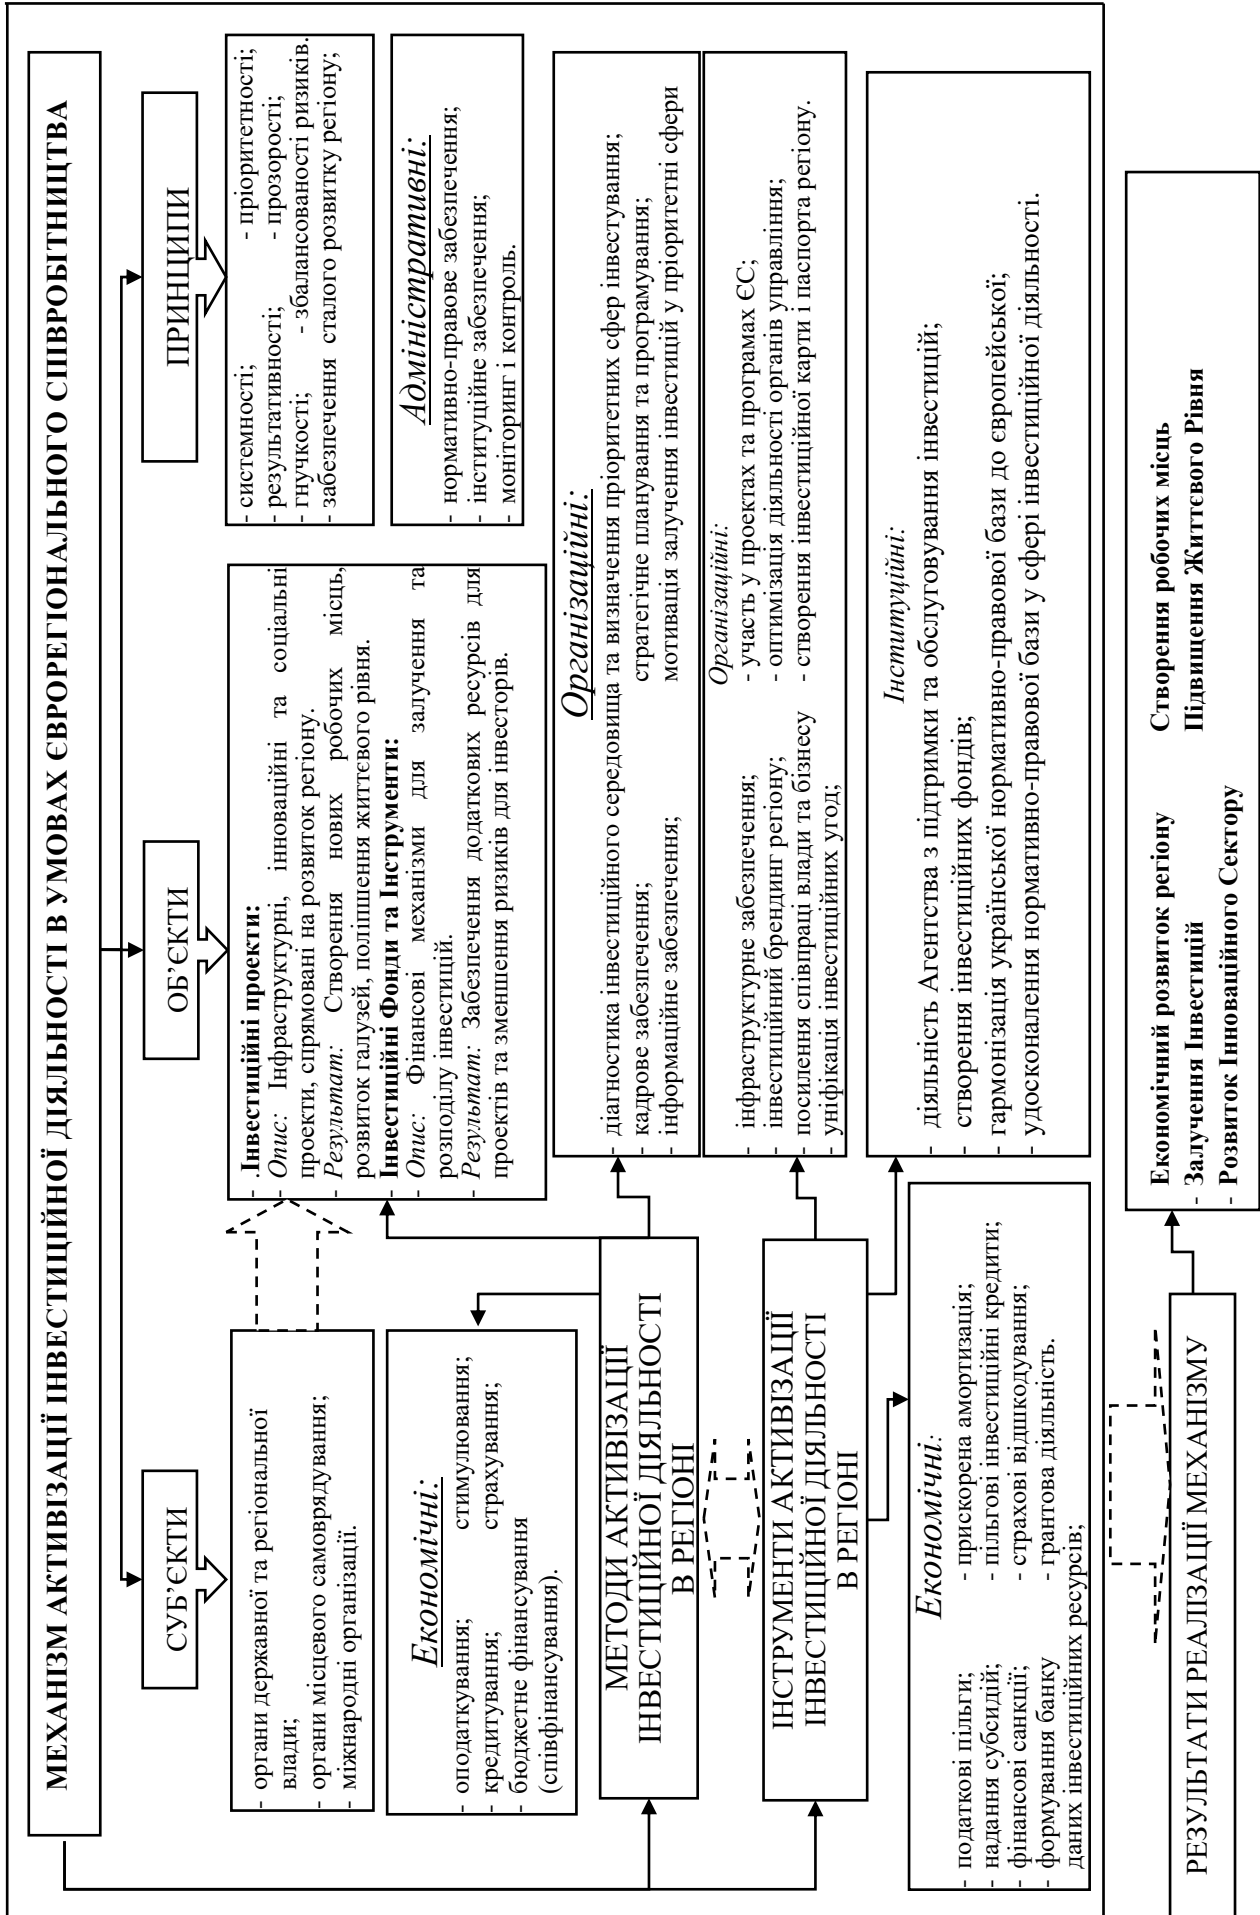 МЕХАНІЗМ АКТИВІЗАЦІЇ ІНВЕСТИЦІЙНОЇ ДІЯЛЬНОСТІ В УМОВАХ ЄВРОРЕГІОНАЛЬНОГО СПІВРОБІТНИЦТВА
СУБ’ЄКТИ
ОБ’ЄКТИ
ПРИНЦИПИ
- органи державної та регіональної
влади;
- органи місцевого самоврядування;
- міжнародні організації.
- .Інвестиційні проекти:
- Опис: Інфраструктурні, інноваційні та соціальні
проекти, спрямовані на розвиток регіону.
- Результат: Створення нових робочих місць,
розвиток галузей, поліпшення життєвого рівня.
- Інвестиційні Фонди та Інструменти:
- Опис: Фінансові механізми для залучення та
розподілу інвестицій.
- Результат: Забезпечення додаткових ресурсів для
проектів та зменшення ризиків для інвесторів.
- системності; - пріоритетності;
- результативності; - прозорості;
- гнучкості; - збалансованості ризиків.
- забезпечення сталого розвитку регіону;
Економічні:
- оподаткування; стимулювання;
- кредитування; страхування;
- бюджетне фінансування
(співфінансування).
Адміністративні:
- нормативно-правове забезпечення;
- інституційне забезпечення;
- моніторинг і контроль.
МЕТОДИ АКТИВІЗАЦІЇ
ІНВЕСТИЦІЙНОЇ ДІЯЛЬНОСТІ
В РЕГІОНІ
Організаційні:
- діагностика інвестиційного середовища та визначення пріоритетних сфер інвестування;
- кадрове забезпечення; стратегічне планування та програмування;
- інформаційне забезпечення; мотивація залучення інвестицій у пріоритетні сфери
ІНСТРУМЕНТИ АКТИВІЗАЦІЇ
ІНВЕСТИЦІЙНОЇ ДІЯЛЬНОСТІ
В РЕГІОНІ
Організаційні:
- інфраструктурне забезпечення; - участь у проектах та програмах ЄС;
- інвестиційний брендинг регіону; - оптимізація діяльності органів управління;
- посилення співпраці влади та бізнесу - створення інвестиційної карти і паспорта регіону.
- уніфікація інвестиційних угод;
Економічні:
- податкові пільги; - прискорена амортизація;
- надання субсидій; - пільгові інвестиційні кредити;
- фінансові санкції; - страхові відшкодування;
- формування банку - грантова діяльність.
даних інвестиційних ресурсів;
Інституційні:
- діяльність Агентства з підтримки та обслуговування інвестицій;
- створення інвестиційних фондів;
- гармонізація української нормативно-правової бази до європейської;
- удосконалення нормативно-правової бази у сфері інвестиційної діяльності.
РЕЗУЛЬТАТИ РЕАЛІЗАЦІЇ МЕХАНІЗМУ
Економічний розвиток регіону Створення робочих місць
- Залучення Інвестицій Підвищення Життєвого Рівня
- Розвиток Інноваційного Сектору